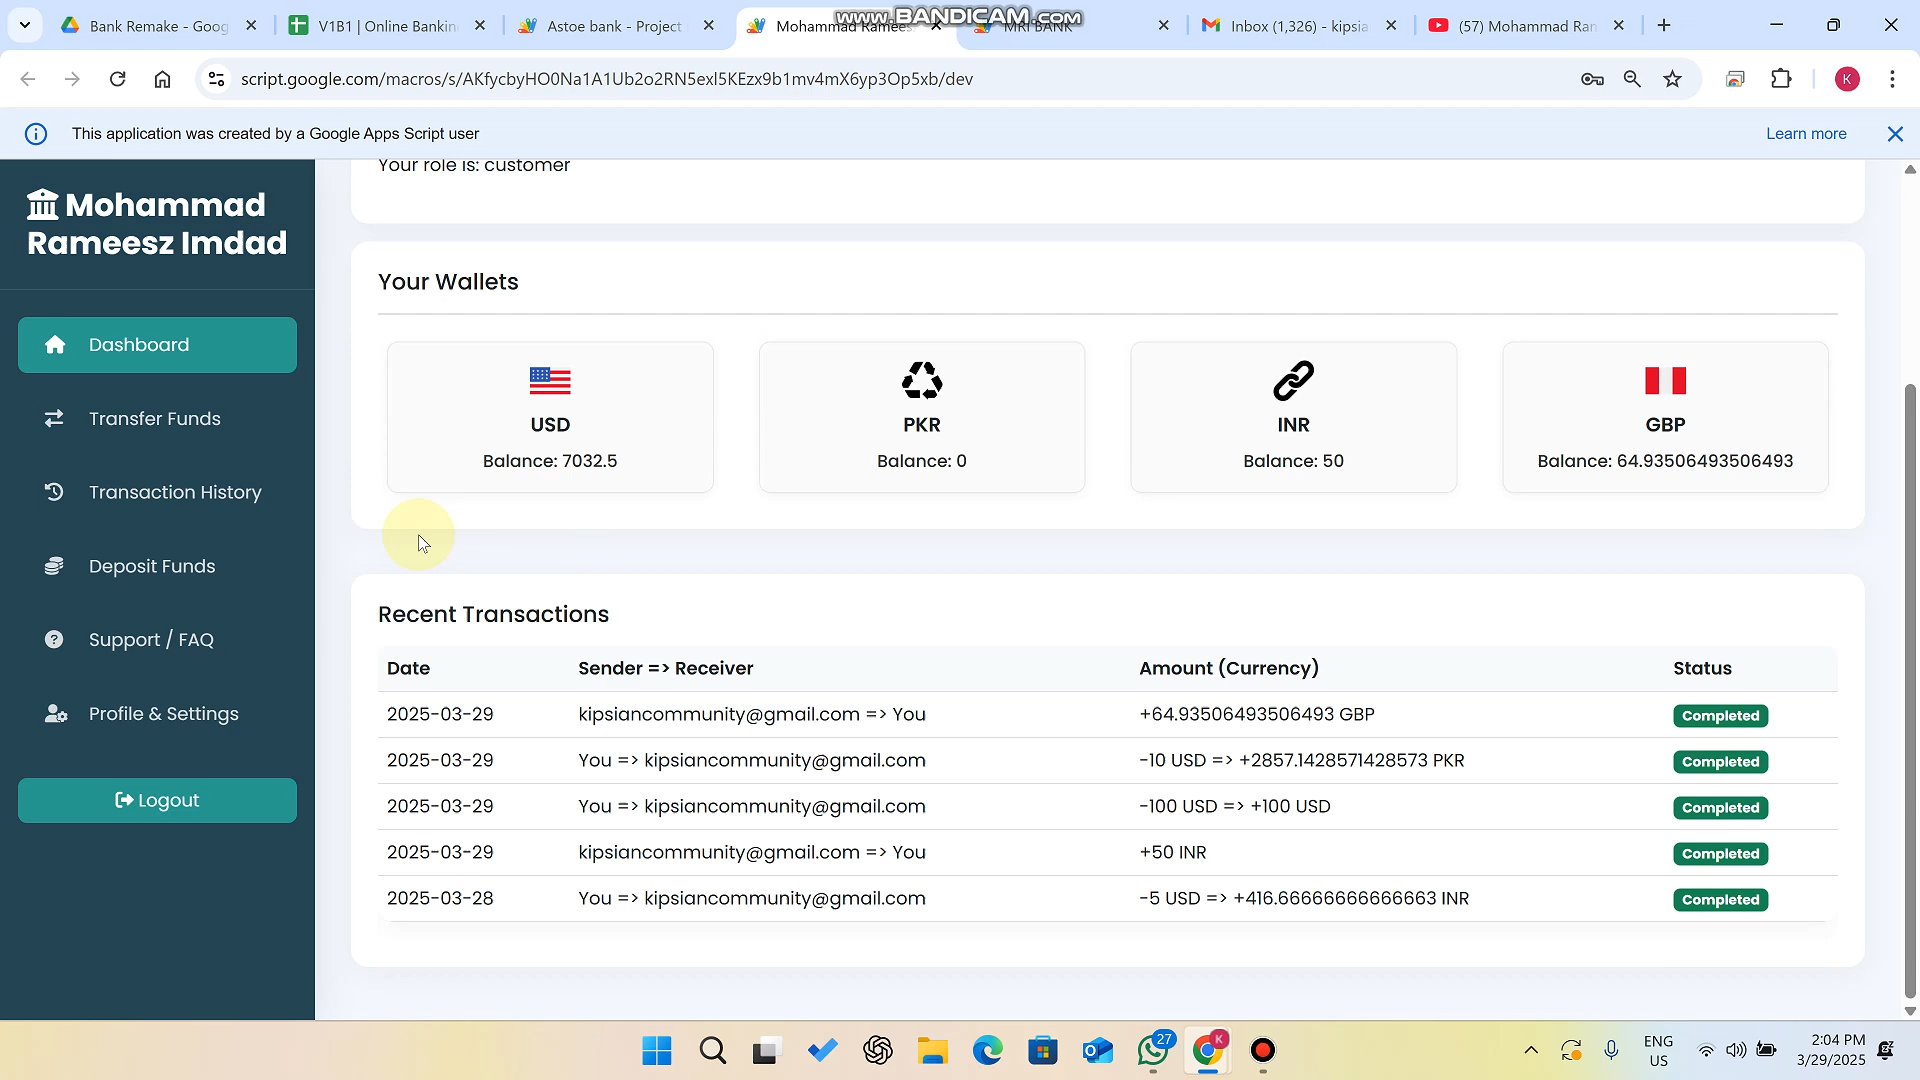 Bank Remake - Goog
V1B1 | Online Bankin
Astoe bank - Project
Mohammad Ramees
MRI BANK
Inbox (1,326) - kipsia
(57) Mohammad Ran
www.BANDICAM.com
script.google.com/macros/s/AKfycbyHO0Na1A1Ub2o2RN5exI5KEzx9b1mv4mX6yp3Op5xb/dev
K
This application was created by a Google Apps Script user
Learn more
Mohammad
Rameesz Imdad
Dashboard
Transfer Funds
Transaction History
Deposit Funds
Support / FAQ
Profile & Settings
Logout
Your role is: customer
Your Wallets
USD
Balance: 7032.5
PKR
Balance: 0
INR
Balance: 50
GBP
Balance: 64.93506493506493
Recent Transactions
Date Sender => Receiver Amount (Currency) Status
2025-03-29 kipsiancommunity@gmail.com => You +64.93506493506493 GBP Completed
2025-03-29 You => kipsiancommunity@gmail.com -10 USD => +2857.1428571428573 PKR Completed
2025-03-29 You => kipsiancommunity@gmail.com -100 USD => +100 USD Completed
2025-03-29 kipsiancommunity@gmail.com => You +50 INR Completed
2025-03-28 You => kipsiancommunity@gmail.com -5 USD => +416.66666666666663 INR Completed
27
K
ENG
US
2:04 PM
3/29/2025